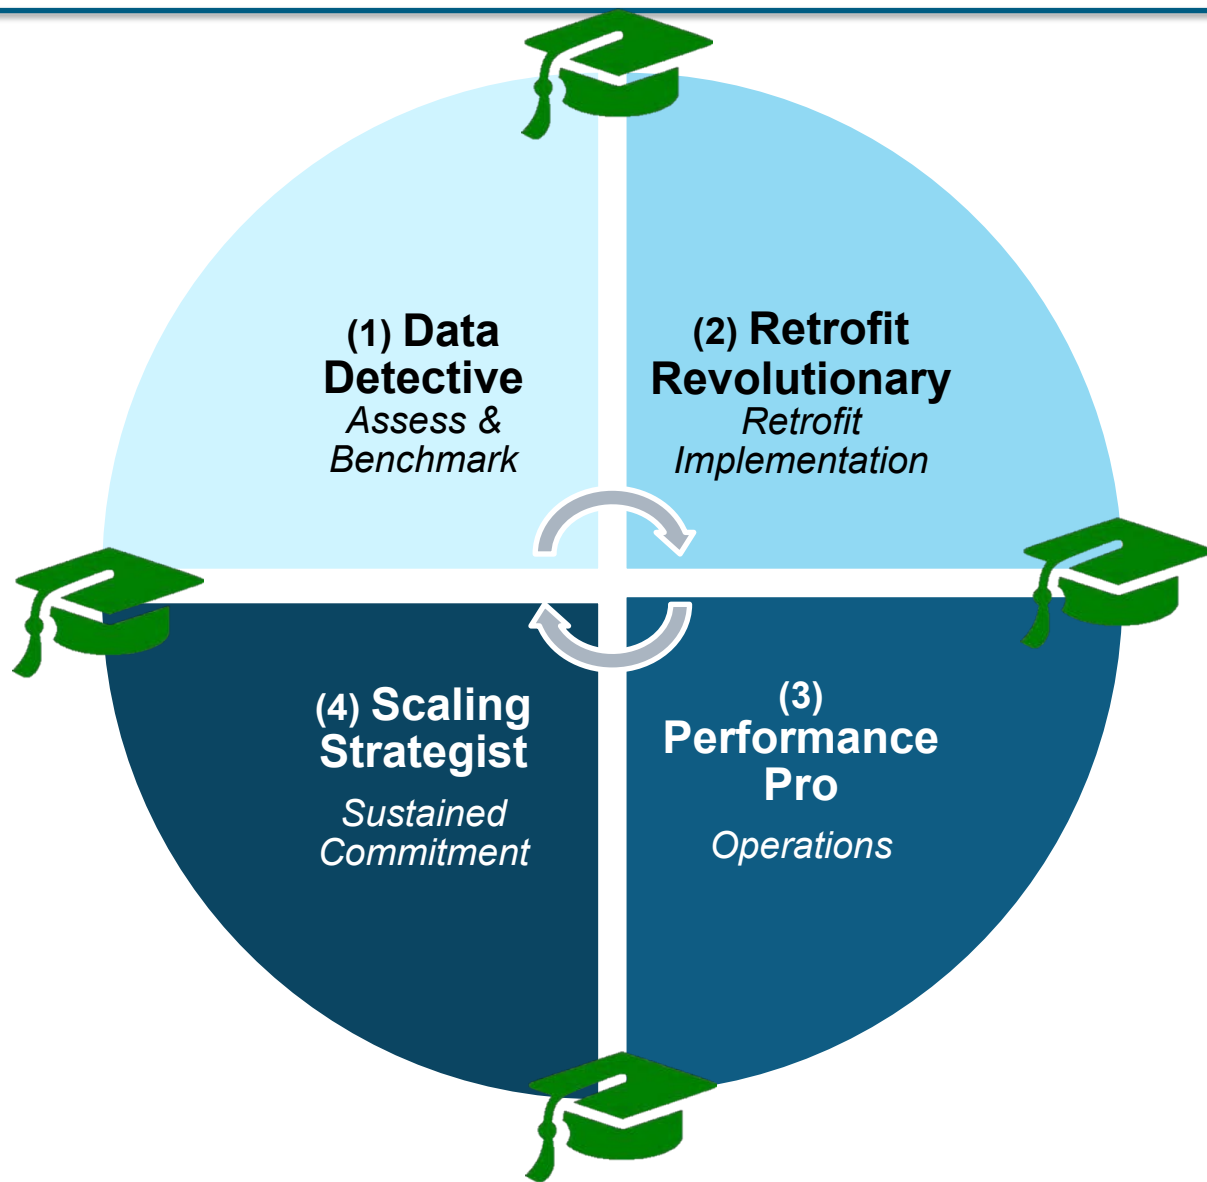 (1) Data
Detective
Assess &
Benchmark
(2) Retrofit
Revolutionary
Retrofit
Implementation
(3)
Performance
Pro
Operations
(4) Scaling
Strategist
Sustained
Commitment